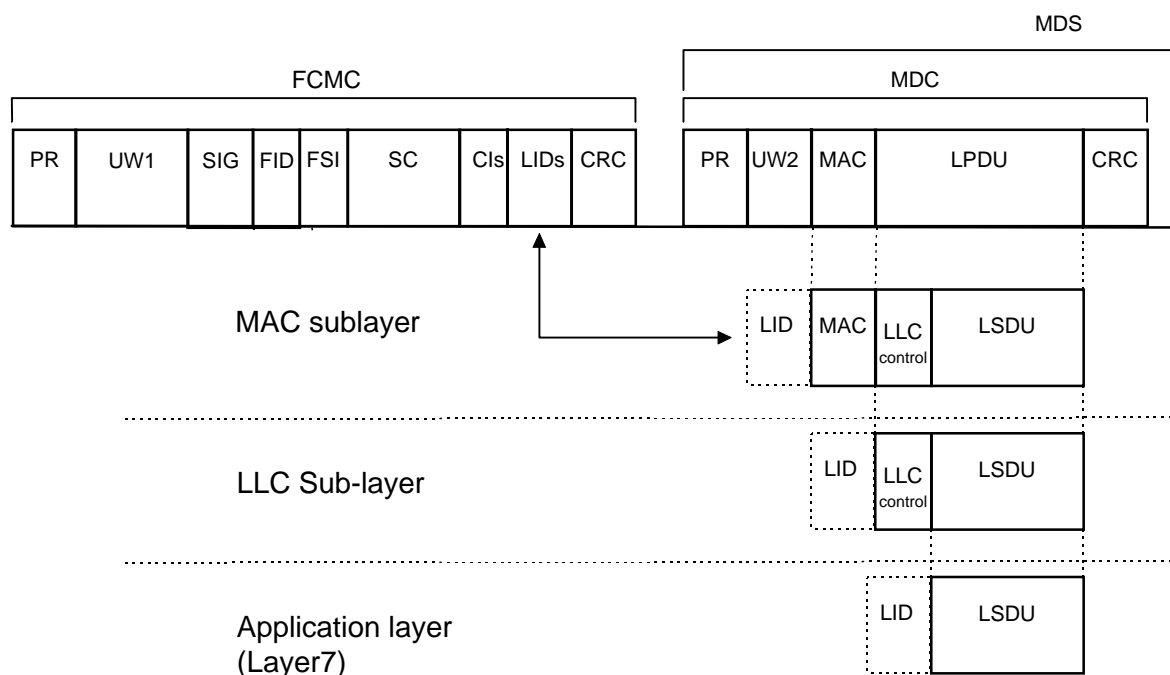 MDS
FCMC
MDC
PR UW1 SIG FID FSI SC CIs LIDs CRC PR UW2 MAC LPDU CRC
MAC sublayer
LID MAC LLC control LSDU
LLC Sub-layer
LID LLC control LSDU
Application layer
(Layer7)
LID LSDU